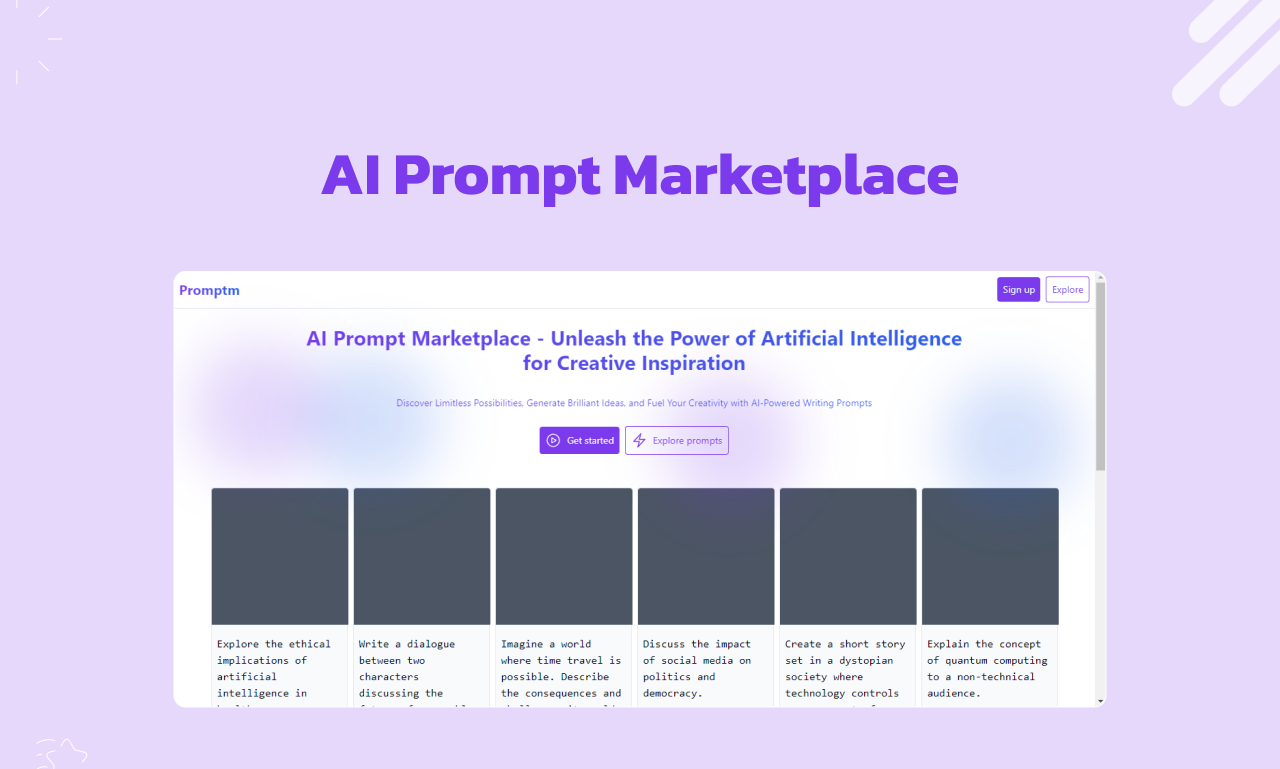 AI Prompt Marketplace
Promptm
Sign up
Explore
AI Prompt Marketplace - Unleash the Power of Artificial Intelligence
for Creative Inspiration
Discover Limitless Possibilities, Generate Brilliant Ideas, and Fuel Your Creativity with AI-Powered Writing Prompts
Get started
Explore prompts
Explore the ethical
implications of
artificial
intelligence in
Write a dialogue
between two
characters
discussing the
Imagine a world
where time travel is
possible. Describe
the consequences and
Discuss the impact
of social media on
politics and
democracy.
Create a short story
set in a dystopian
society where
technology controls
Explain the concept
of quantum computing
to a non-technical
audience.